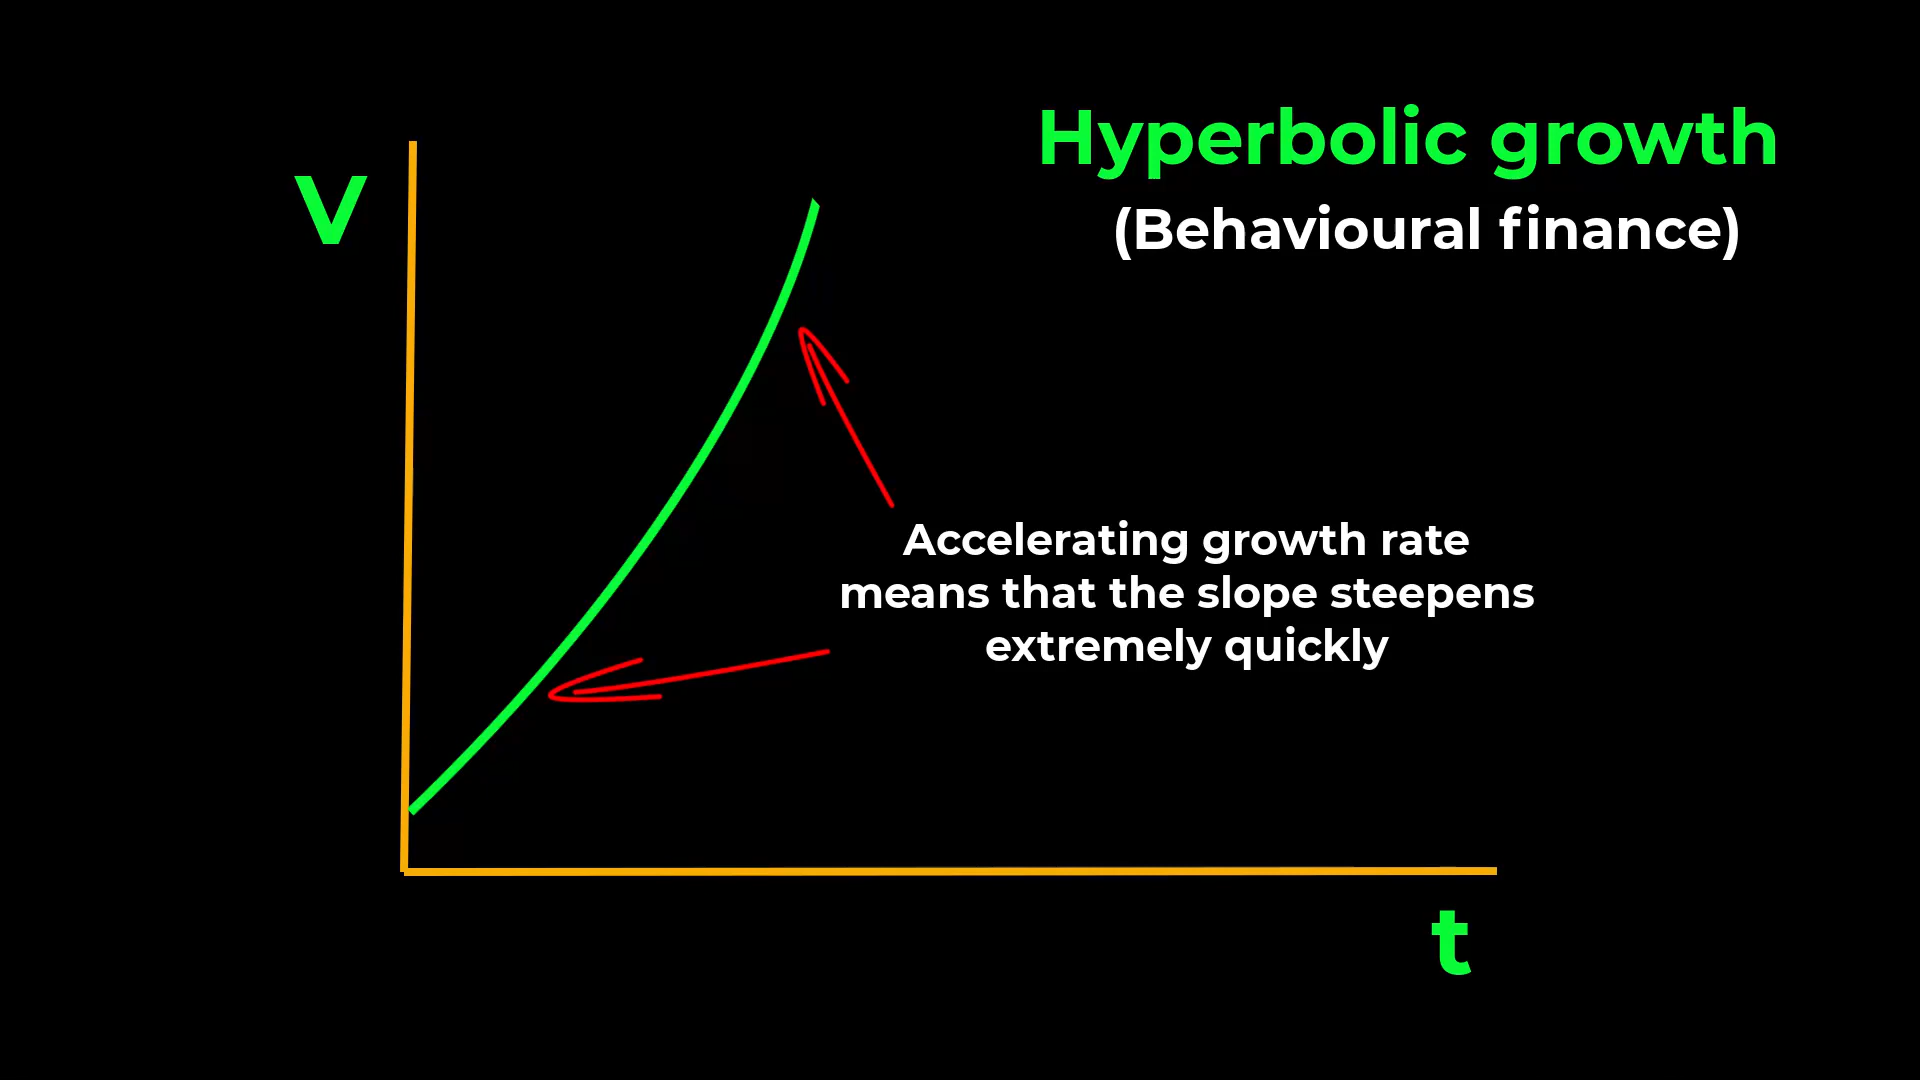 Hyperbolic growth
(Behavioural finance)
V
Accelerating growth rate
means that the slope steepens
extremely quickly
t